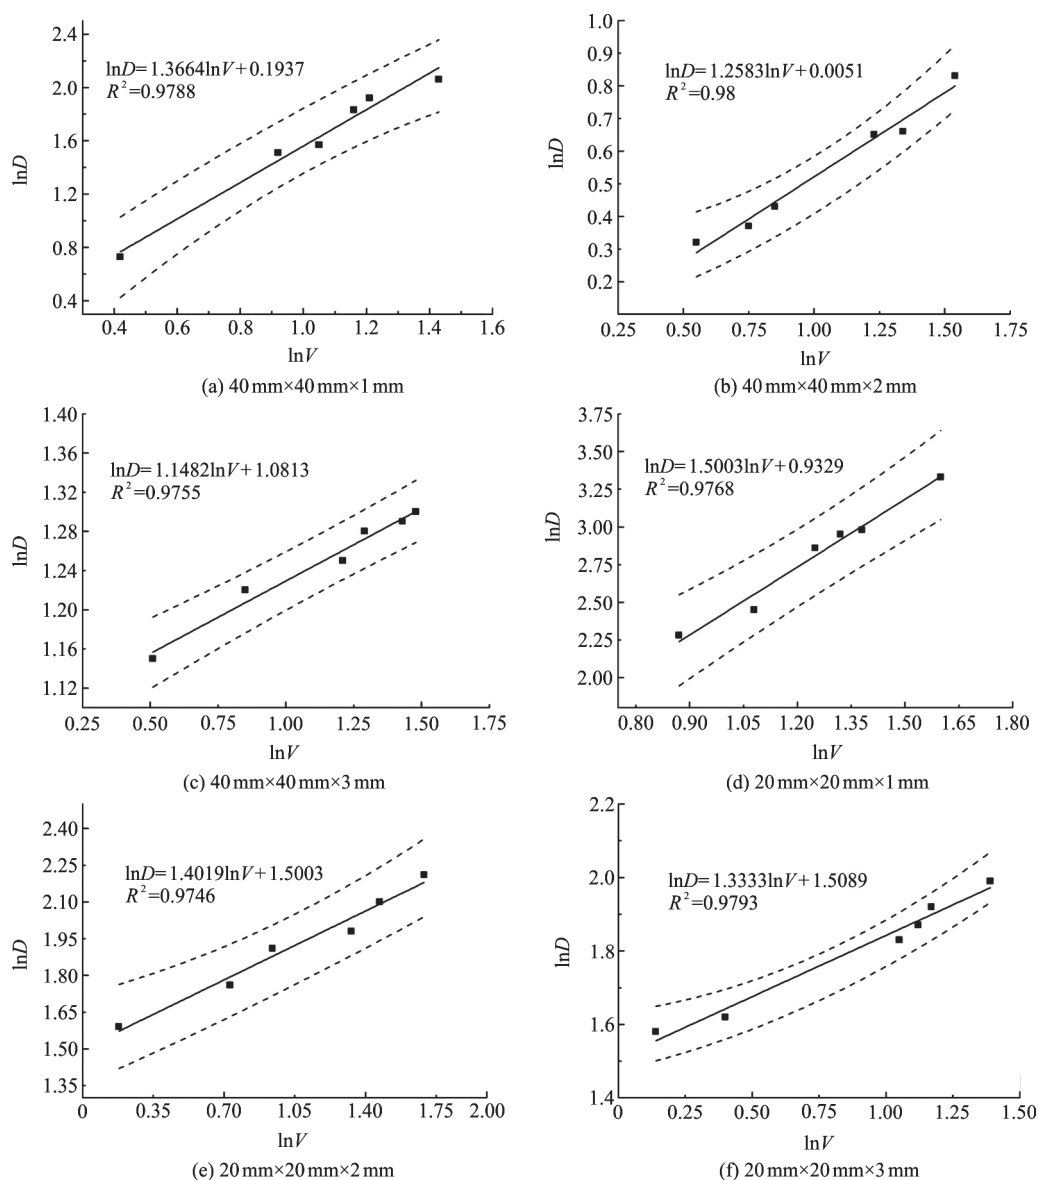 2.4
2.0
1.6
1.2
0.8
0.4
lnD
lnD=1.3664lnV+0.1937
R²=0.9788
0.4 0.6 0.8 1.0 1.2 1.4 1.6
lnV
(a) 40 mm×40 mm×1 mm
1.0
0.9
0.8
0.7
0.6
0.5
0.4
0.3
0.2
lnD
lnD=1.2583lnV+0.0051
R²=0.98
0.25 0.50 0.75 1.00 1.25 1.50 1.75
lnV
(b) 40 mm×40 mm×2 mm
1.40
1.36
1.32
1.28
1.24
1.20
1.16
1.12
lnD
lnD=1.1482lnV+1.0813
R²=0.9755
0.25 0.50 0.75 1.00 1.25 1.50 1.75
lnV
(c) 40 mm×40 mm×3 mm
3.75
3.50
3.25
3.00
2.75
2.50
2.25
2.00
lnD
lnD=1.5003lnV+0.9329
R²=0.9768
0.80 0.90 1.05 1.20 1.35 1.50 1.65 1.80
lnV
(d) 20 mm×20 mm×1 mm
2.40
2.25
2.10
1.95
1.80
1.65
1.50
1.35
lnD
lnD=1.4019lnV+1.5003
R²=0.9746
0 0.35 0.70 1.05 1.40 1.75 2.00
lnV
(e) 20 mm×20 mm×2 mm
2.2
2.0
1.8
1.6
1.4
lnD
lnD=1.3333lnV+1.5089
R²=0.9793
0 0.25 0.50 0.75 1.00 1.25 1.50
lnV
(f) 20 mm×20 mm×3 mm